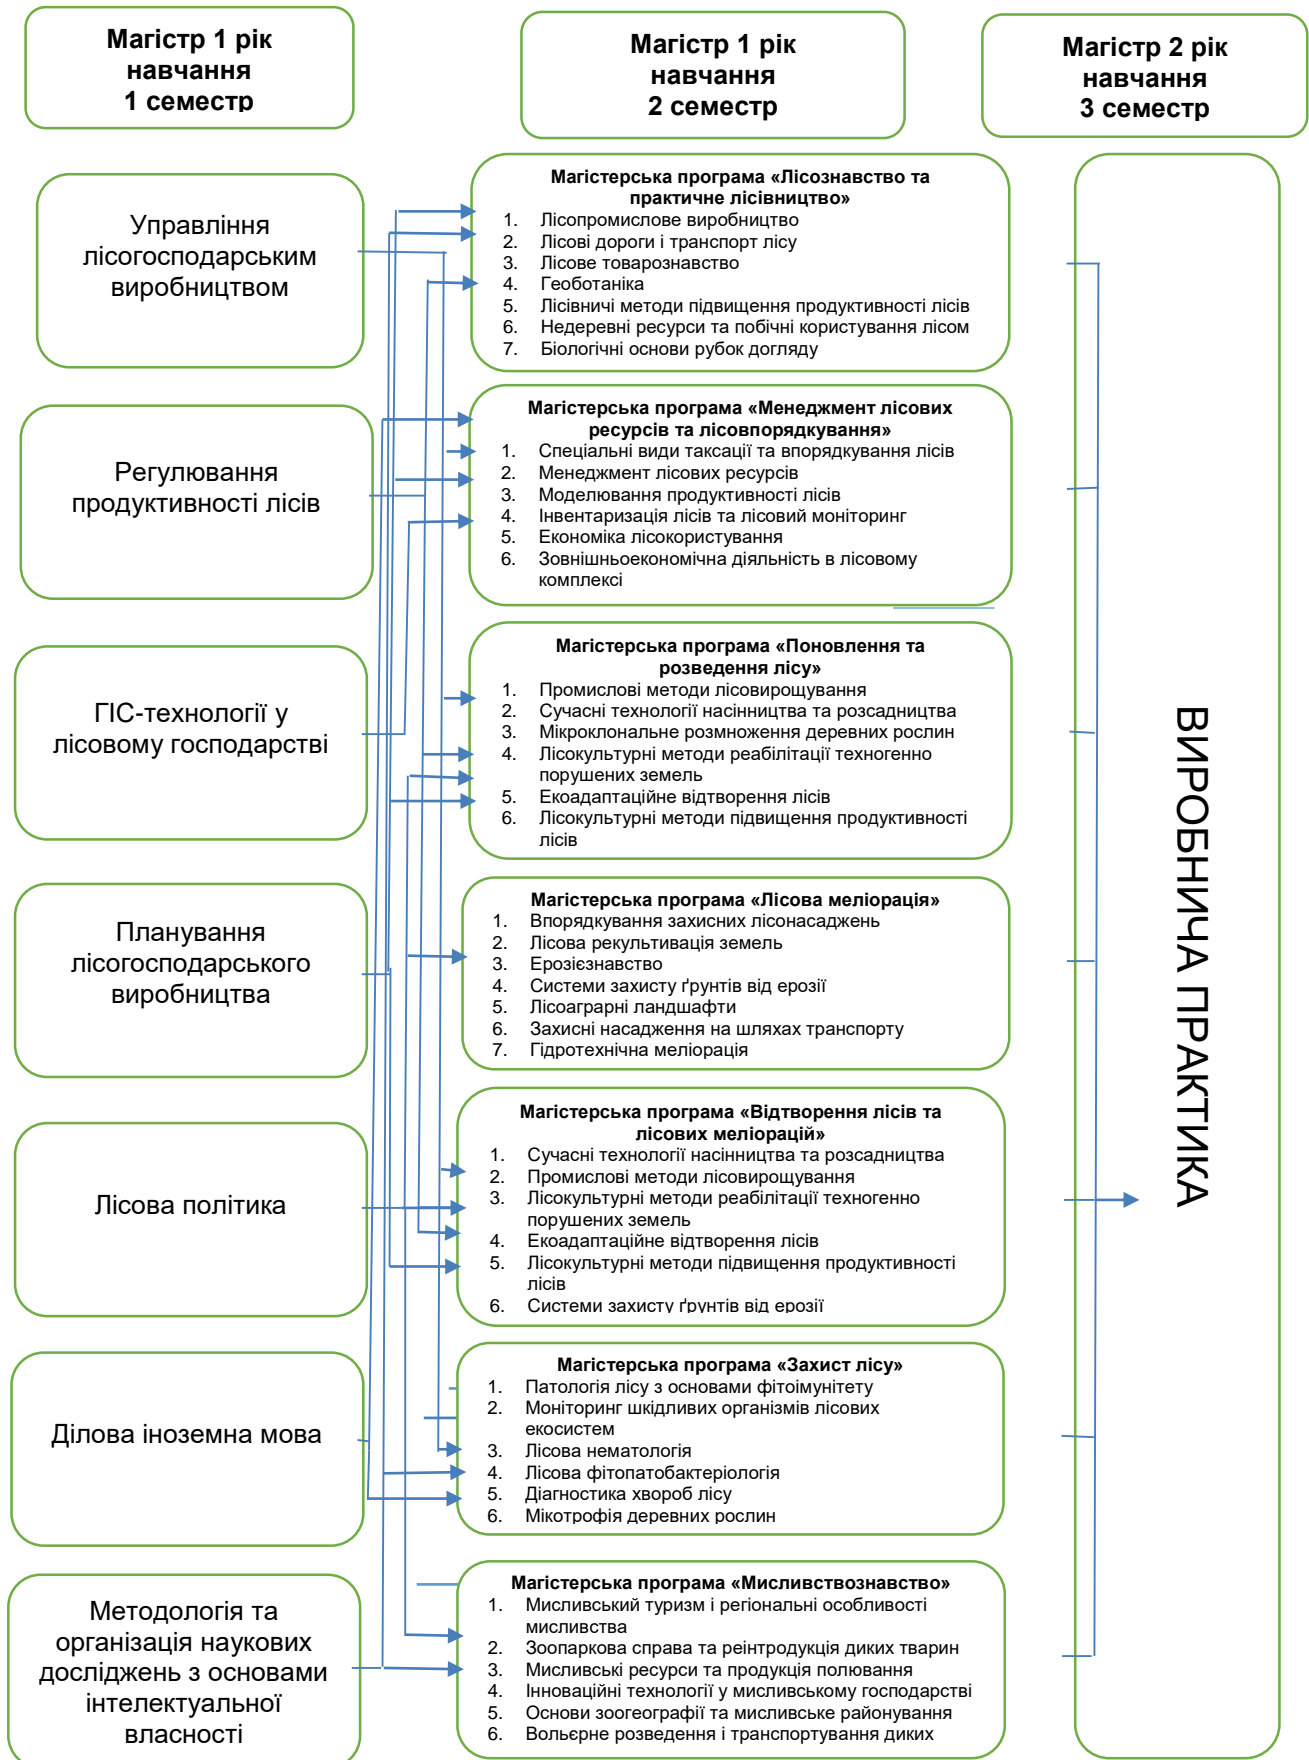 Магістр 1 рік
навчання
1 семестр
Магістр 1 рік
навчання
2 семестр
Магістр 2 рік
навчання
3 семестр
Управління
лісогосподарським
виробництвом
Регулювання
продуктивності лісів
ГІС-технології у
лісовому господарстві
Планування
лісогосподарського
виробництва
Лісова політика
Ділова іноземна мова
Методологія та
організація наукових
досліджень з основами
інтелектуальної
власності
Магістерська програма «Лісознавство та
практичне лісівництво»
1. Лісопромислове виробництво
2. Лісові дороги і транспорт лісу
3. Лісове товарознавство
4. Геоботаніка
5. Лісівничі методи підвищення продуктивності лісів
6. Недеревні ресурси та побічні користування лісом
7. Біологічні основи рубок догляду
Магістерська програма «Менеджмент лісових
ресурсів та лісовпорядкування»
1. Спеціальні види таксації та впорядкування лісів
2. Менеджмент лісових ресурсів
3. Моделювання продуктивності лісів
4. Інвентаризація лісів та лісовий моніторинг
5. Економіка лісокористування
6. Зовнішньоекономічна діяльність в лісовому
комплексі
Магістерська програма «Поновлення та
розведення лісу»
1. Промислові методи лісовирощування
2. Сучасні технології насінництва та розсадництва
3. Мікроклональне розмноження деревних рослин
4. Лісокультурні методи реабілітації техногенно
порушених земель
5. Екоадаптаційне відтворення лісів
6. Лісокультурні методи підвищення продуктивності
лісів
Магістерська програма «Лісова меліорація»
1. Впорядкування захисних лісонасаджень
2. Лісова рекультивація земель
3. Ерозієзнавство
4. Системи захисту ґрунтів від ерозії
5. Лісоаграрні ландшафти
6. Захисні насадження на шляхах транспорту
7. Гідротехнічна меліорація
Магістерська програма «Відтворення лісів та
лісових меліорацій»
1. Сучасні технології насінництва та розсадництва
2. Промислові методи лісовирощування
3. Лісокультурні методи реабілітації техногенно
порушених земель
4. Екоадаптаційне відтворення лісів
5. Лісокультурні методи підвищення продуктивності
лісів
6. Системи захисту ґрунтів від ерозії
Магістерська програма «Захист лісу»
1. Патологія лісу з основами фітоімунітету
2. Моніторинг шкідливих організмів лісових
екосистем
3. Лісова нематологія
4. Лісова фітопатобактеріологія
5. Діагностика хвороб лісу
6. Мікотрофія деревних рослин
Магістерська програма «Мисливствознавство»
1. Мисливський туризм і регіональні особливості
мисливства
2. Зоопаркова справа та реінтродукція диких тварин
3. Мисливські ресурси та продукція полювання
4. Інноваційні технології у мисливському господарстві
5. Основи зоогеографії та мисливське районування
6. Вольєрне розведення і транспортування диких
ВИРОБНИЧА ПРАКТИКА